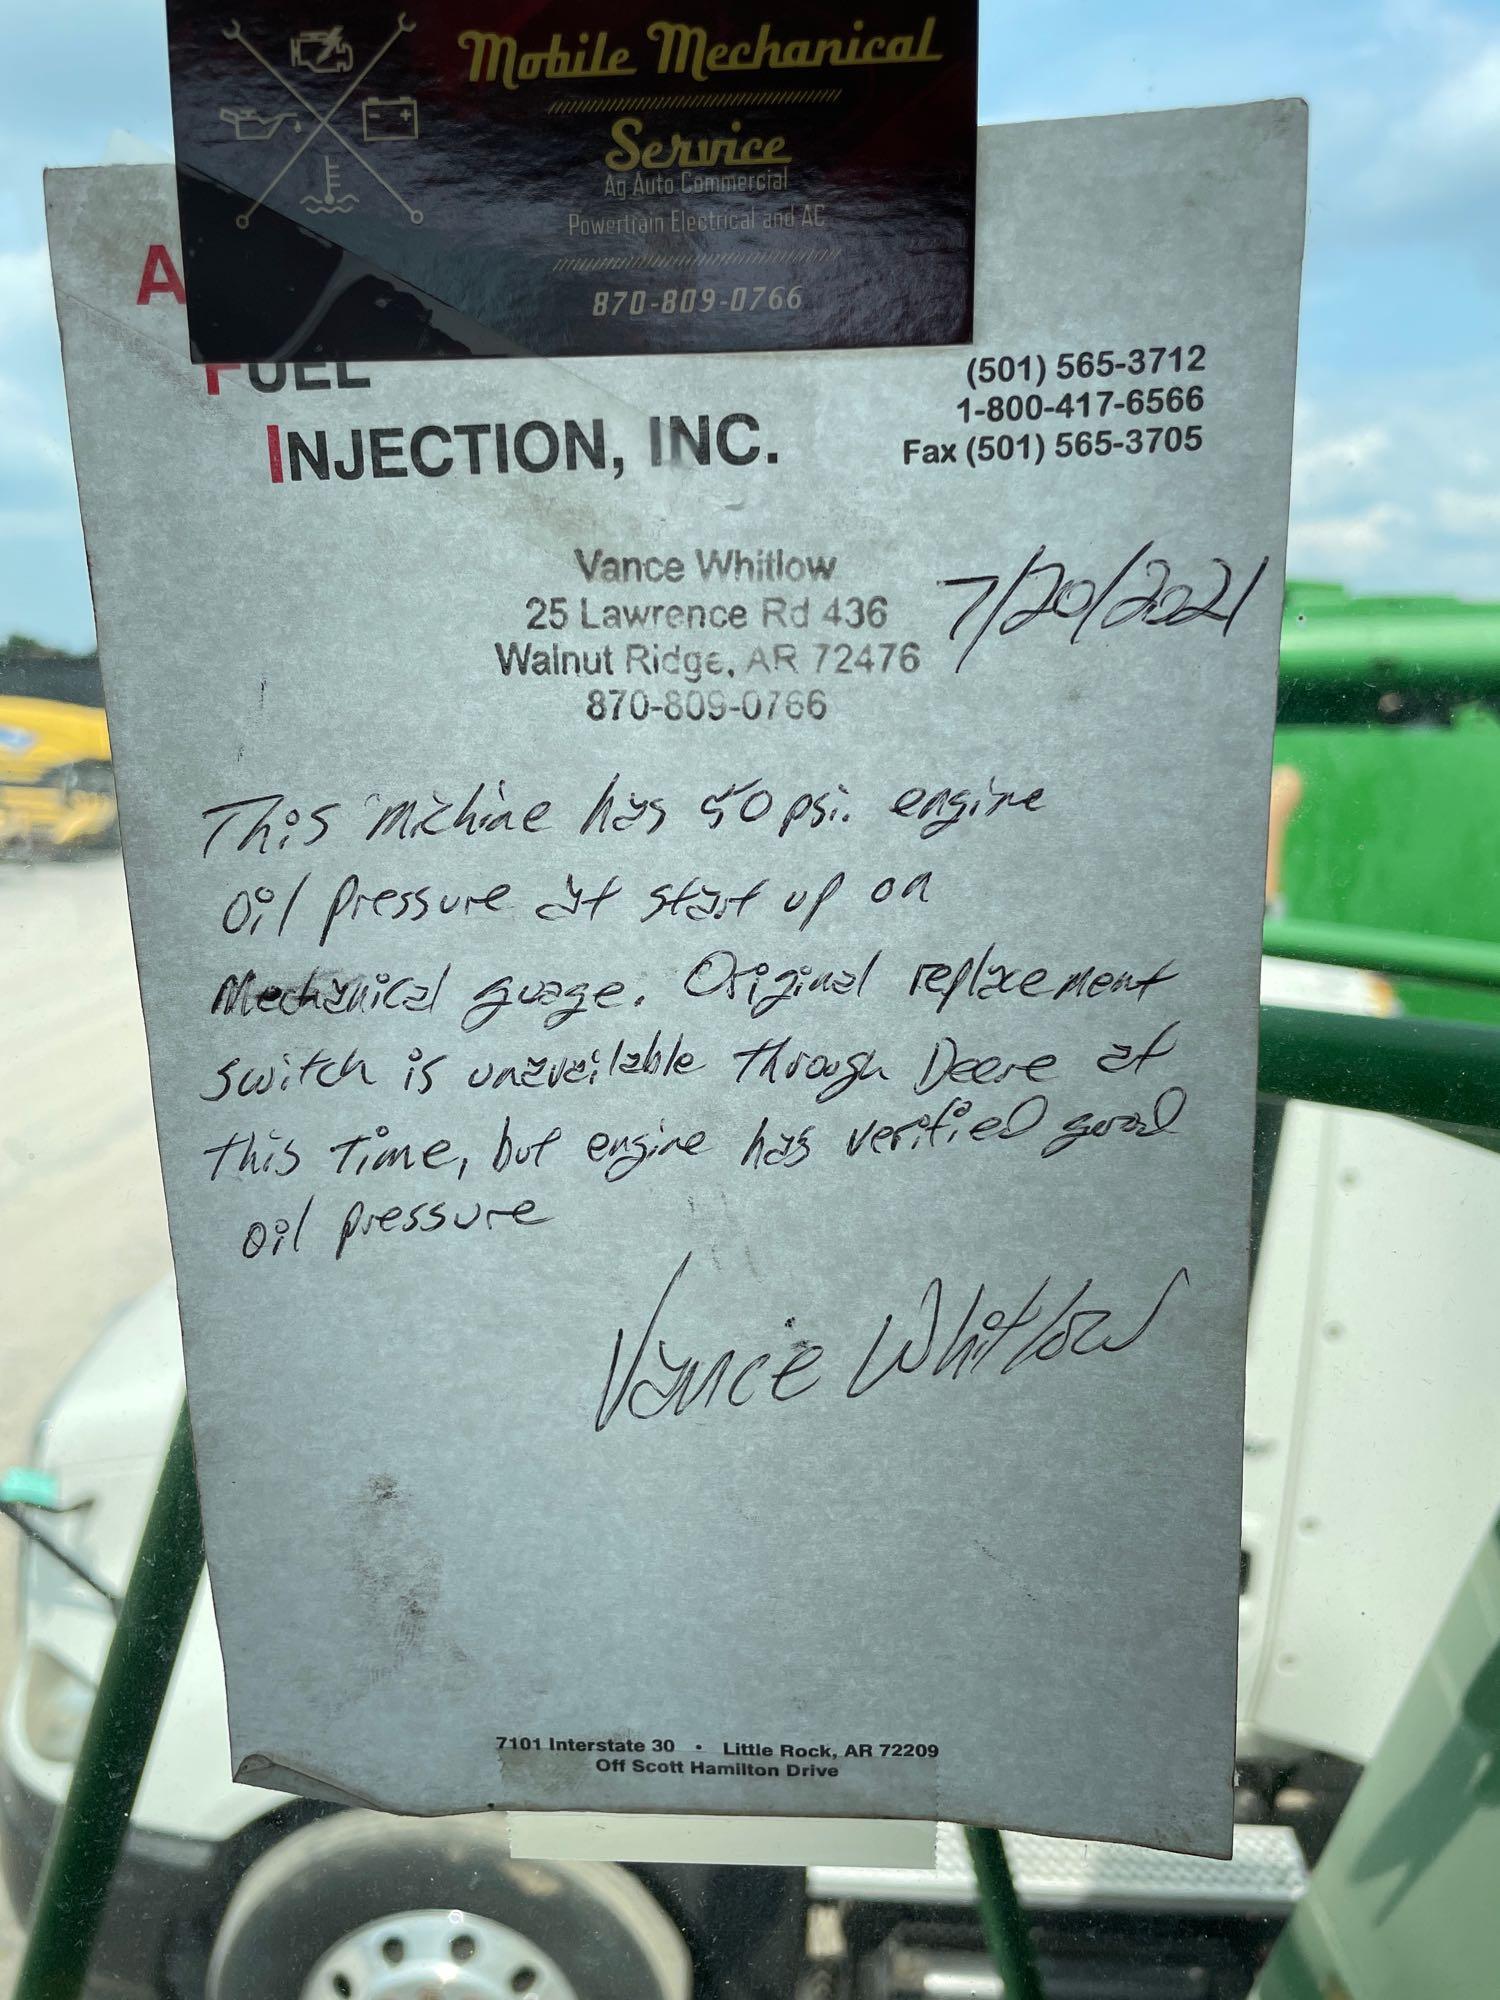 Mobile Mechanical
Service
Ag Auto Commercial
Powertrain Electrical and AC
870-809-0766
A
FUEL
INJECTION, INC.
(501) 565-3712
1-800-417-6566
Fax (501) 565-3705
Vance Whitlow
25 Lawrence Rd 436
Walnut Ridge, AR 72476
870-809-0766
7/20/2021
This machine has 50 psi. engine
oil pressure at start up on
Mechanical guage. Original replacement
switch is unavailable through Deere at
this time, but engine has verified good
oil pressure
Vance Whitlow
7101 Interstate 30 • Little Rock, AR 72209
Off Scott Hamilton Drive